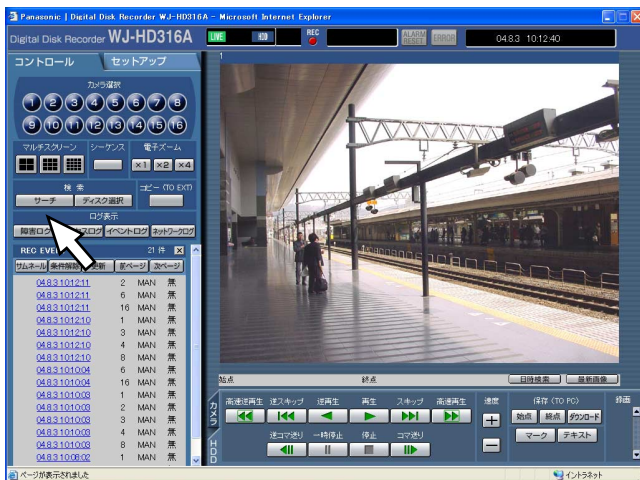 Panasonic | Digital Disk Recorder WJ-HD316A - Microsoft Internet Explorer
Digital Disk Recorder WJ-HD316A
LIVE HDD REC ALARM RESET ERROR 04.8.3 10:12:40
コントロール セットアップ
カメラ選択
1 2 3 4 5 6 7 8
9 10 11 12 13 14 15 16
マルチスクリーン シーケンス 電子ズーム
×1 ×2 ×4
検 索 コピー (TO EXT)
サーチ ディスク選択
ログ表示
障害ログ イベントログ ネットワークログ
REC EVE 21 件 X
サムネール 条件解除 更新 前ページ 次ページ
04.8.3 10:12:11 2 MAN 無
04.8.3 10:12:11 6 MAN 無
04.8.3 10:12:11 16 MAN 無
04.8.3 10:12:10 1 MAN 無
04.8.3 10:12:10 3 MAN 無
04.8.3 10:12:10 4 MAN 無
04.8.3 10:12:10 8 MAN 無
04.8.3 10:10:04 6 MAN 無
04.8.3 10:10:04 16 MAN 無
04.8.3 10:10:03 1 MAN 無
04.8.3 10:10:03 2 MAN 無
04.8.3 10:10:03 3 MAN 無
04.8.3 10:10:03 4 MAN 無
04.8.3 10:10:03 8 MAN 無
04.8.3 10:08:02 1 MAN 無
1
始点 終点 日時検索 最新画像
カメラ
HDD
高速逆再生 逆スキップ 逆再生 再生 スキップ 高速再生 速度 保存 (TO PC) 録画
始点 終点 ダウンロード
逆コマ送り 一時停止 停止 コマ送り
マーク テキスト
ページが表示されました イントラネット